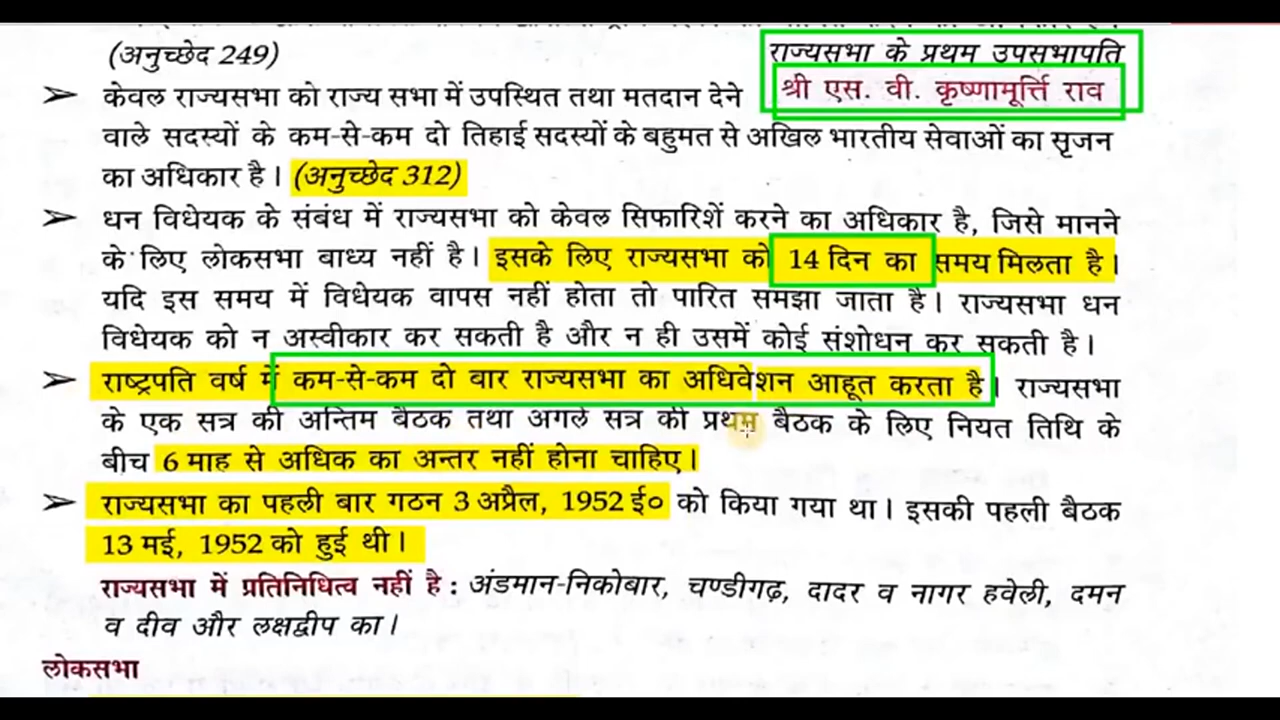 (अनुच्छेद 249)
राज्यसभा के प्रथम उपसभापति
श्री एस. वी. कृष्णामूर्त्ति राव
➢ केवल राज्यसभा को राज्य सभा में उपस्थित तथा मतदान देने
वाले सदस्यों के कम-से-कम दो तिहाई सदस्यों के बहुमत से अखिल भारतीय सेवाओं का सृजन
का अधिकार है। (अनुच्छेद 312)
➢ धन विधेयक के संबंध में राज्यसभा को केवल सिफारिशें करने का अधिकार है, जिसे मानने
के लिए लोकसभा बाध्य नहीं है। इसके लिए राज्यसभा को 14 दिन का समय मिलता है।
यदि इस समय में विधेयक वापस नहीं होता तो पारित समझा जाता है। राज्यसभा धन
विधेयक को न अस्वीकार कर सकती है और न ही उसमें कोई संशोधन कर सकती है।
➢ राष्ट्रपति वर्ष में कम-से-कम दो बार राज्यसभा का अधिवेशन आहूत करता है। राज्यसभा
के एक सत्र की अन्तिम बैठक तथा अगले सत्र की प्रथम बैठक के लिए नियत तिथि के
बीच 6 माह से अधिक का अन्तर नहीं होना चाहिए।
➢ राज्यसभा का पहली बार गठन 3 अप्रैल, 1952 ई० को किया गया था। इसकी पहली बैठक
13 मई, 1952 को हुई थी।
राज्यसभा में प्रतिनिधित्व नहीं है : अंडमान-निकोबार, चण्डीगढ़, दादर व नागर हवेली, दमन
व दीव और लक्षद्वीप का।
लोकसभा